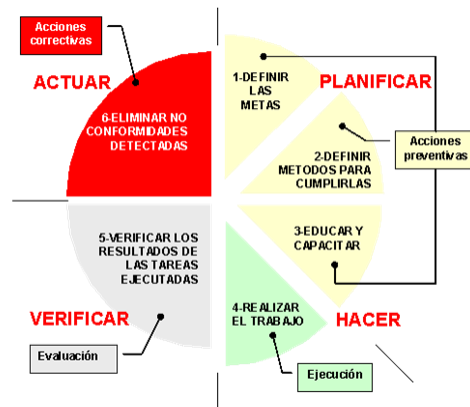 Acciones
correctivas
ACTUAR
6-ELIMINAR NO
CONFORMIDADES
DETECTADAS
1-DEFINIR
LAS
METAS
PLANIFICAR
2-DEFINIR
METODOS PARA
CUMPLIRLAS
Acciones
preventivas
3-EDUCAR Y
CAPACITAR
5-VERIFICAR LOS
RESULTADOS DE
LAS TAREAS
EJECUTADAS
VERIFICAR
Evaluación
4-REALIZAR
EL TRABAJO
HACER
Ejecución